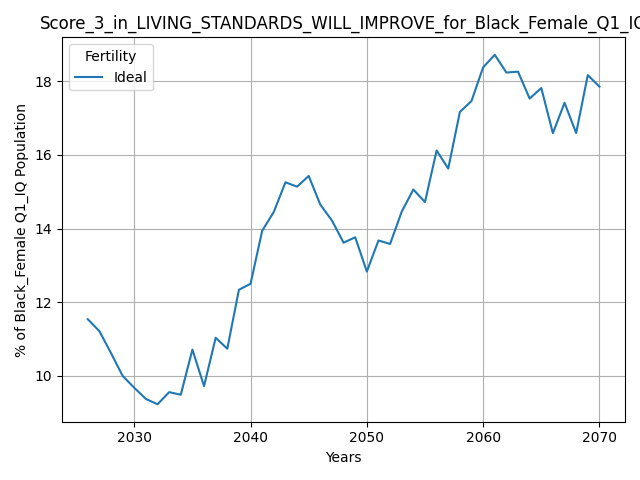 Score_3_in_LIVING_STANDARDS_WILL_IMPROVE_for_Black_Female_Q1_IQ
Fertility
Ideal
% of Black_Female Q1_IQ Population
18
16
14
12
10
2030 2040 2050 2060 2070
Years